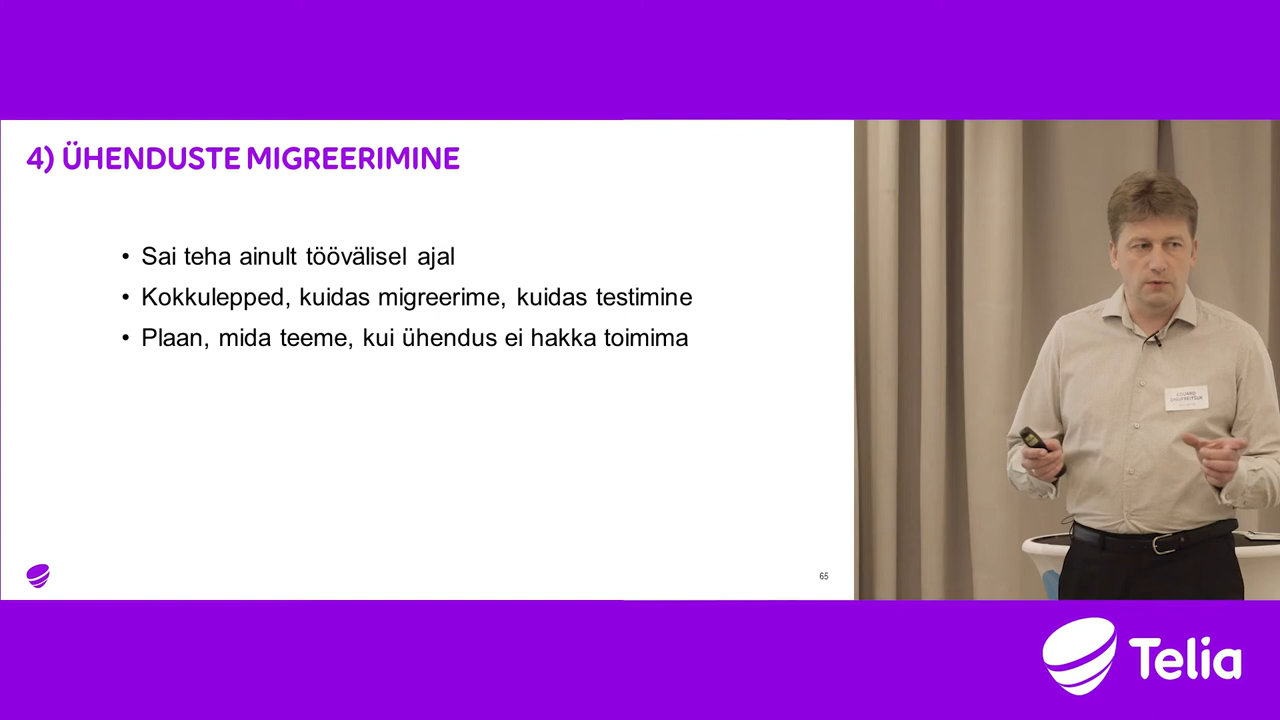 4) ÜHENDUSTE MIGREERIMINE
• Sai teha ainult töövälisel ajal
• Kokkulepped, kuidas migreerime, kuidas testimine
• Plaan, mida teeme, kui ühendus ei hakka toimima
65
Telia